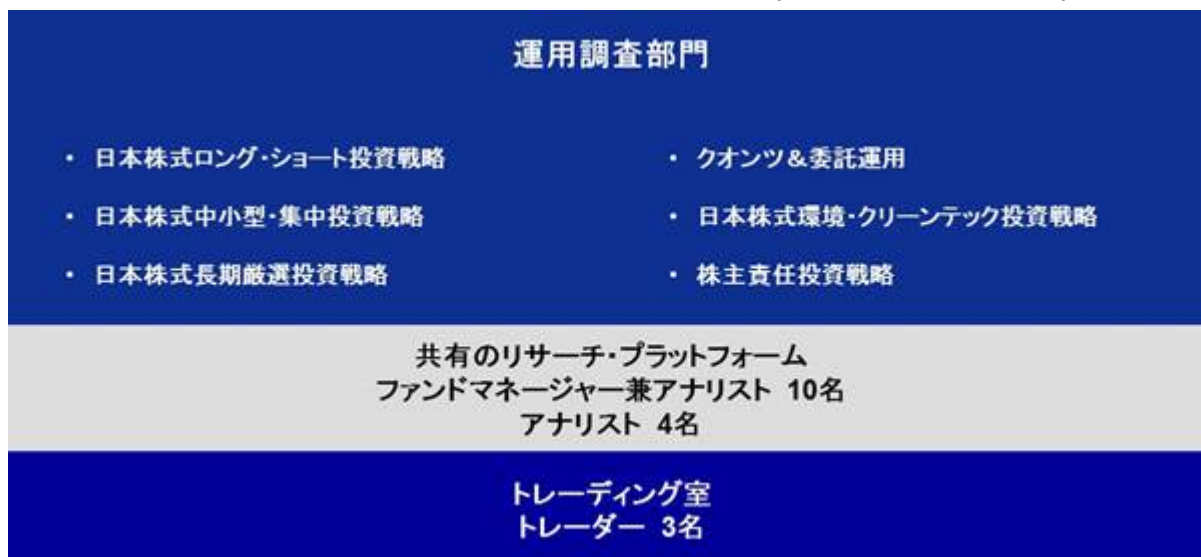 運用調査部門
・ 日本株式ロング・ショート投資戦略
・ クオンツ&委託運用
・ 日本株式中小型・集中投資戦略
・ 日本株式環境・クリーンテック投資戦略
・ 日本株式長期厳選投資戦略
・ 株主責任投資戦略
共有のリサーチ・プラットフォーム
ファンドマネージャー兼アナリスト 10名
アナリスト 4名
トレーディング室
トレーダー 3名